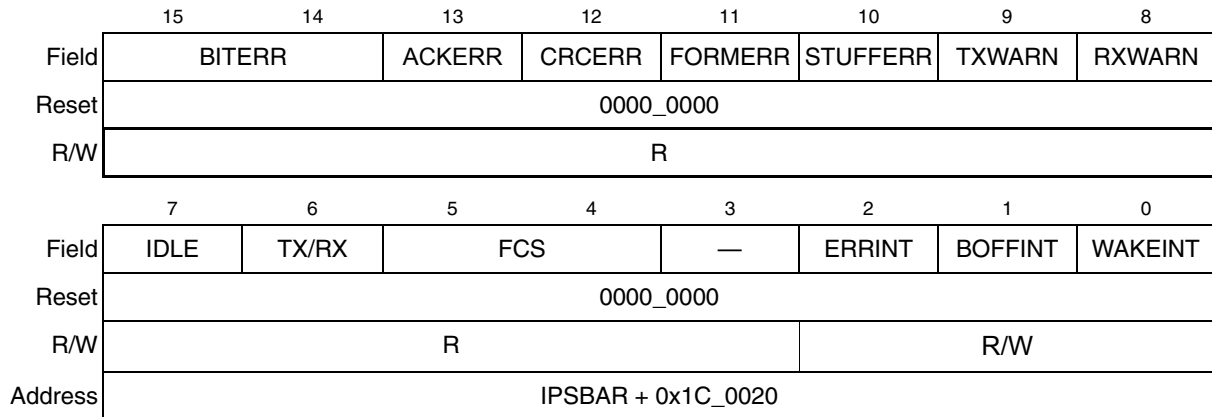 15 14 13 12 11 10 9 8
Field BITERR ACKERR CRCERR FORMERR STUFFERR TXWARN RXWARN
Reset 0000_0000
R/W R
7 6 5 4 3 2 1 0
Field IDLE TX/RX FCS — ERRINT BOFFINT WAKEINT
Reset 0000_0000
R/W R R/W
Address IPSBAR + 0x1C_0020